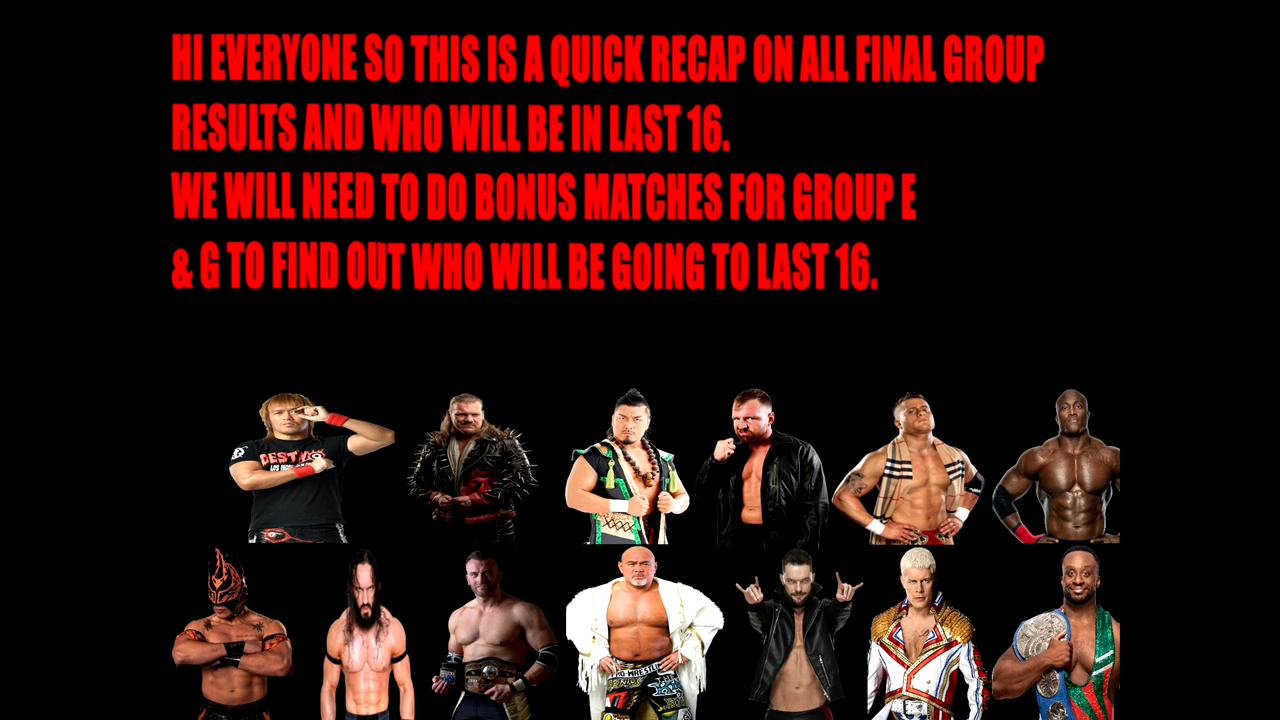 HI EVERYONE SO THIS IS A QUICK RECAP ON ALL FINAL GROUP
RESULTS AND WHO WILL BE IN LAST 16.
WE WILL NEED TO DO BONUS MATCHES FOR GROUP E
& G TO FIND OUT WHO WILL BE GOING TO LAST 16.